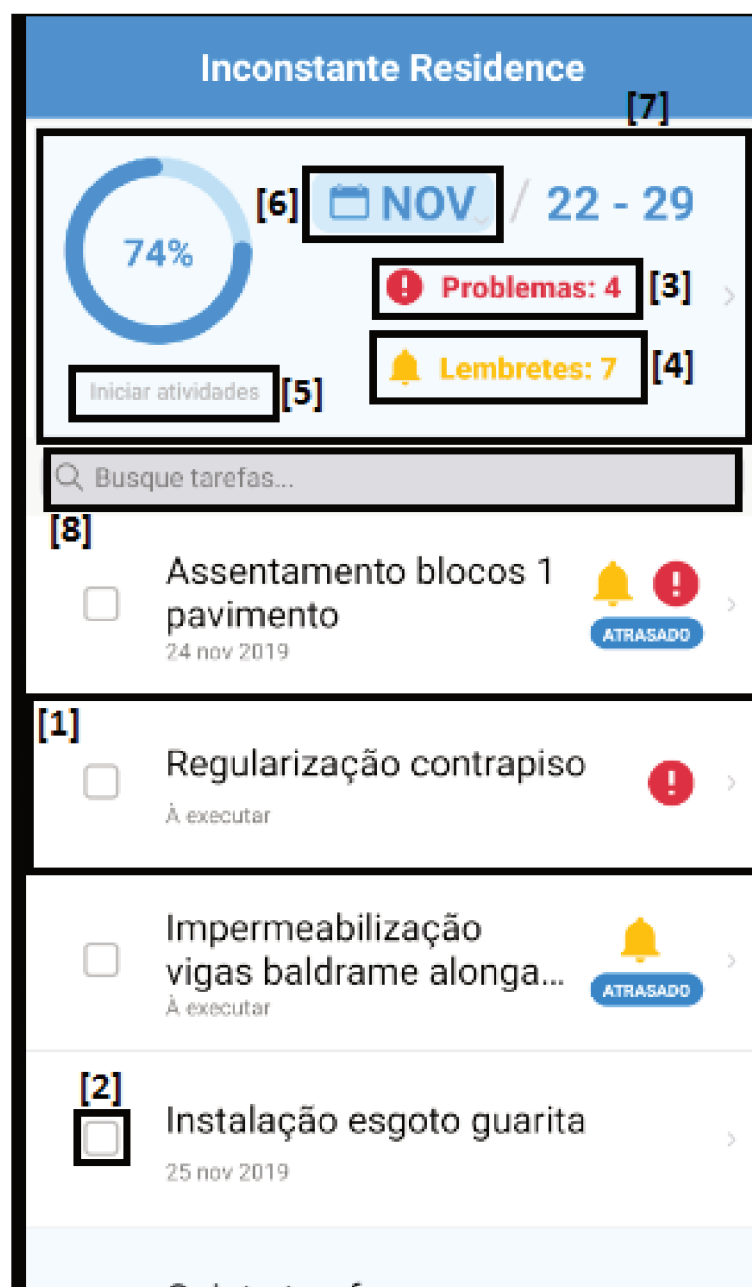 Inconstante Residence
[7]
74%
[6]
NOV / 22 - 29
Problemas: 4 [3]
Lembretes: 7 [4]
Iniciar atividades [5]
Busque tarefas...
[8]
Assentamento blocos 1
pavimento
24 nov 2019
ATRASADO
[1]
Regularização contrapiso
À executar
Impermeabilização
vigas baldrame alonga...
À executar
ATRASADO
[2]
Instalação esgoto guarita
25 nov 2019